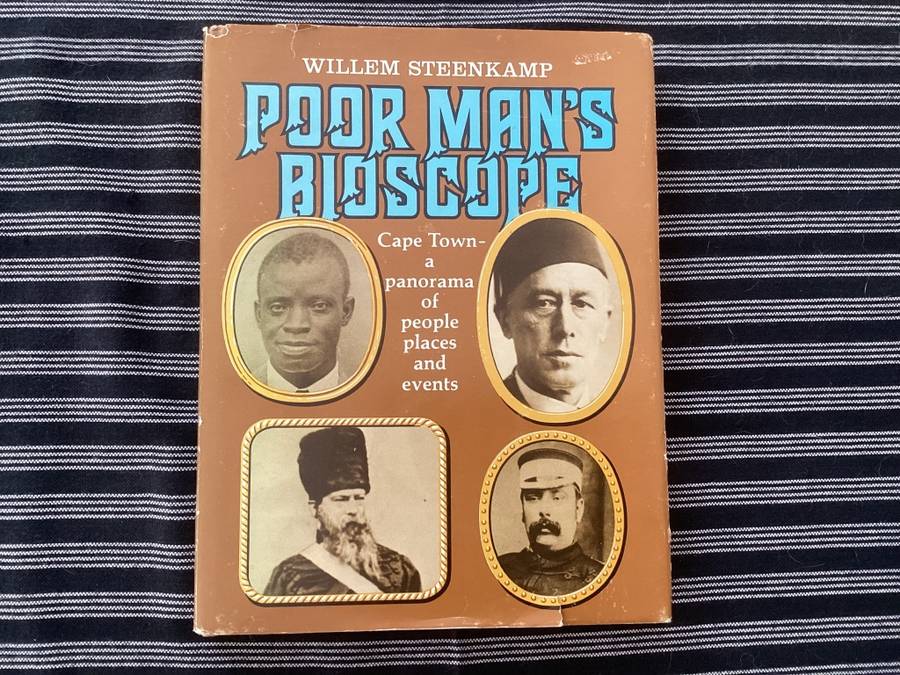 WILLEM STEENKAMP
POOR MAN'S
BIOSCOPE
Cape Town-
a
panorama
of
people
places
and
events